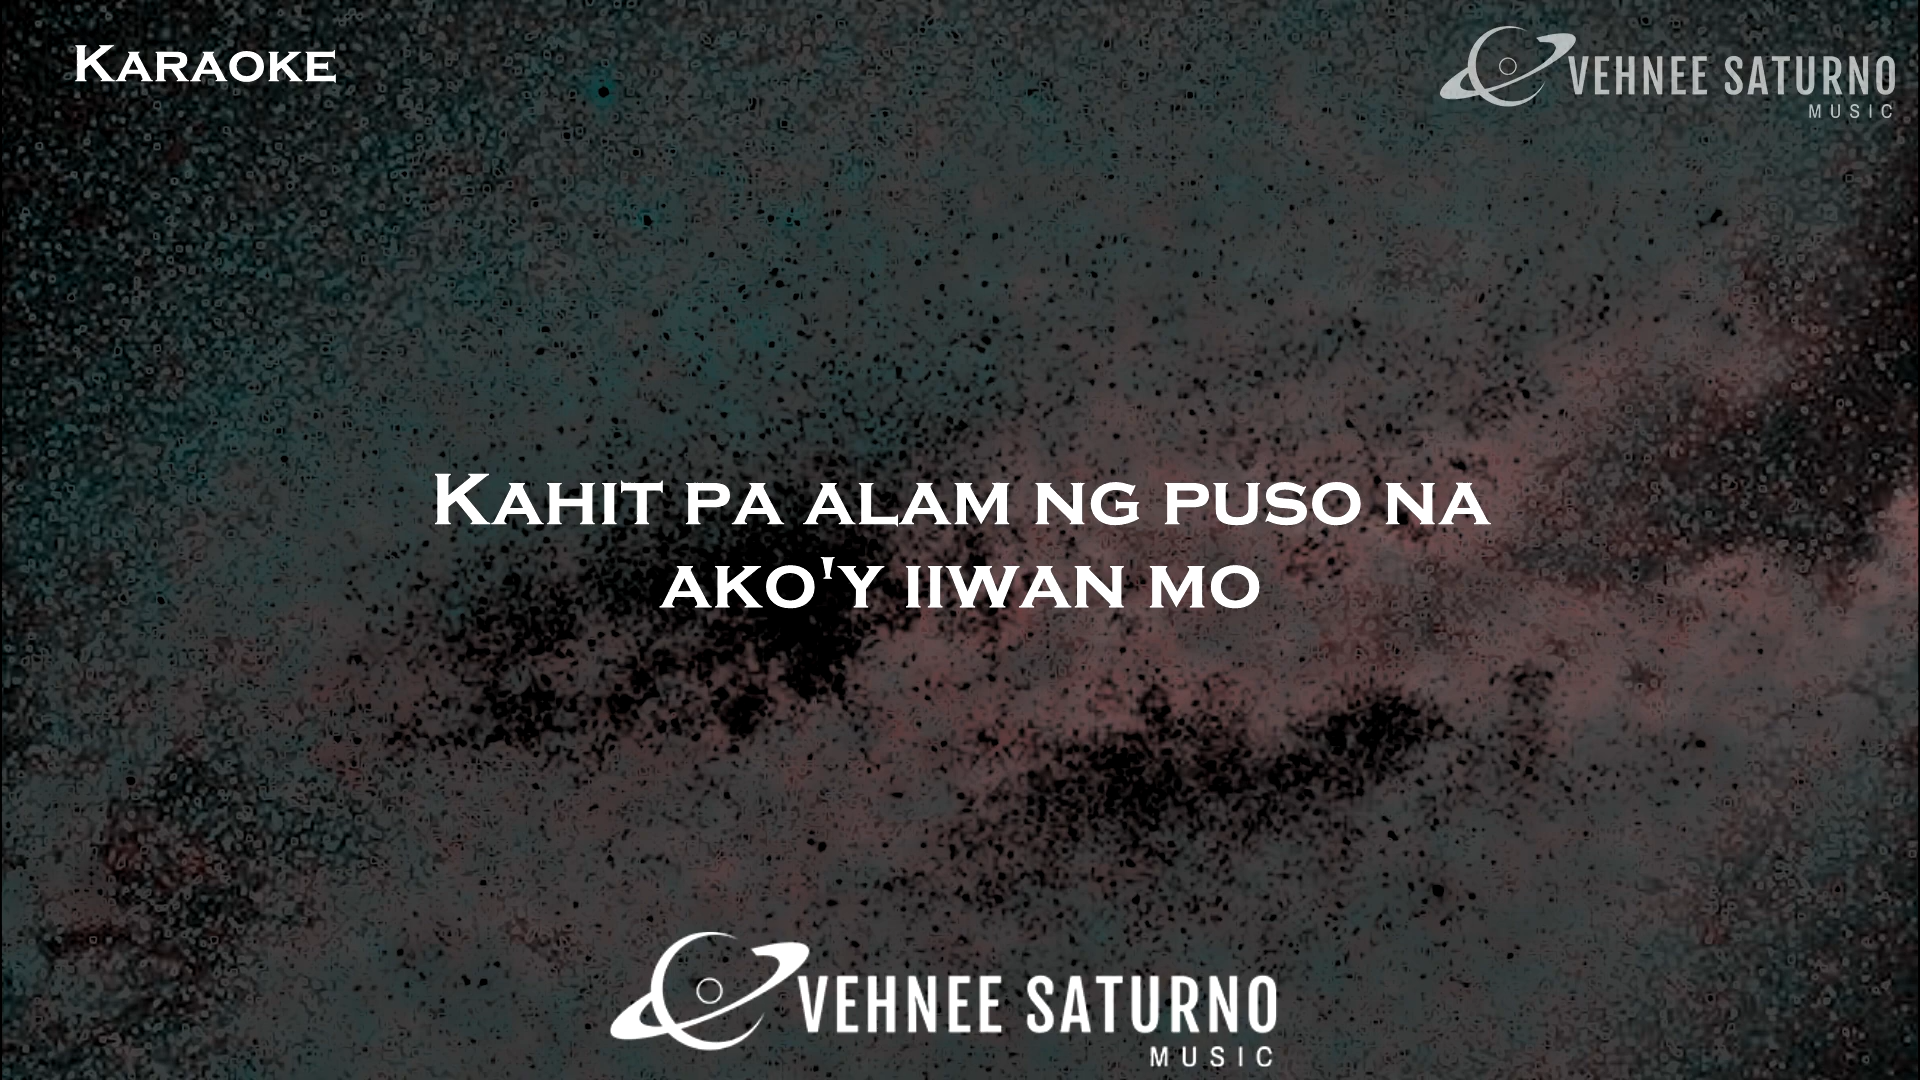 Karaoke
VEHNEE SATURNO
MUSIC
Kahit pa alam ng puso na
ako'y iiwan mo
VEHNEE SATURNO
MUSIC